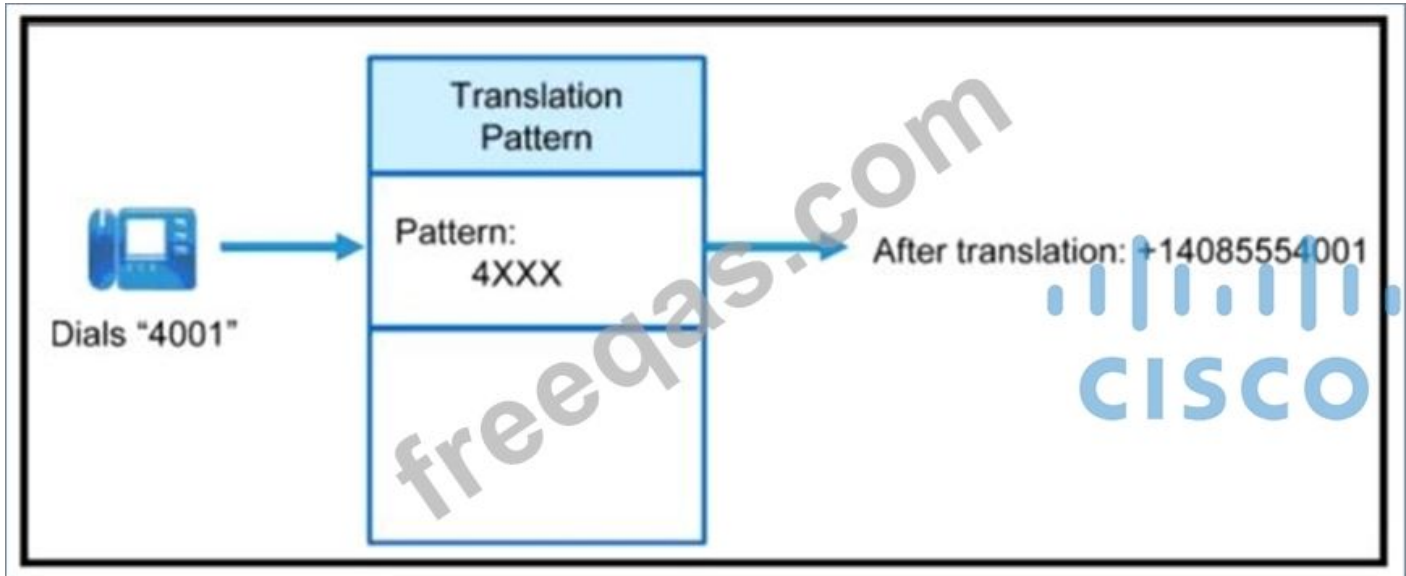 Translation
Pattern
Pattern:
4XXX
Dials “4001”
After translation: +14085554001
CISCO
freeqas.com